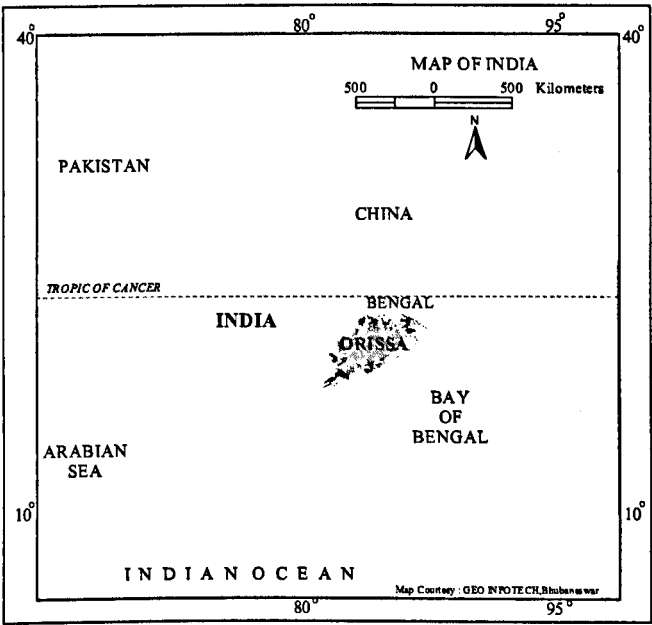 80° 95°
40° 40°
MAP OF INDIA
500 0 500 Kilometers
N
PAKISTAN
CHINA
TROPIC OF CANCER
BENGAL
INDIA
ORISSA
BAY
OF
BENGAL
ARABIAN
SEA
10° 10°
INDIAN OCEAN
Map Courtesy : GEO INFOTECH,Bhubaneswar
80° 95°